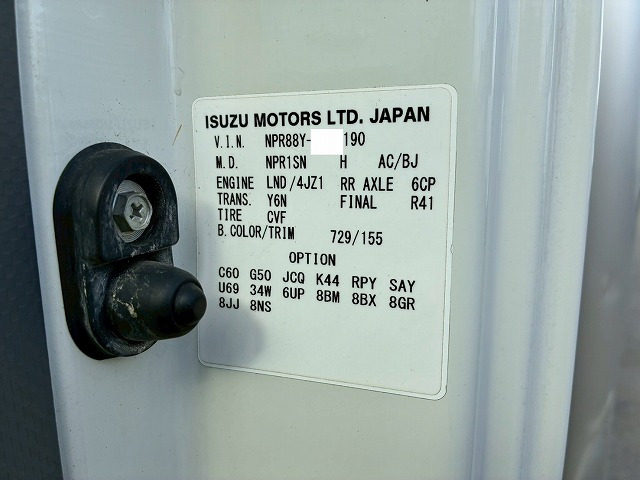 ISUZU MOTORS LTD. JAPAN
V.I.N. NPR88Y- 190
M.D. NPR1SN H AC/BJ
ENGINE LND/4JZ1 RR AXLE 6CP
TRANS. Y6N FINAL R41
TIRE CVF
B.COLOR/TRIM 729/155
OPTION
C60 G50 JCQ K44 RPY SAY
U69 34W 6UP 8BM 8BX 8GR
8JJ 8NS